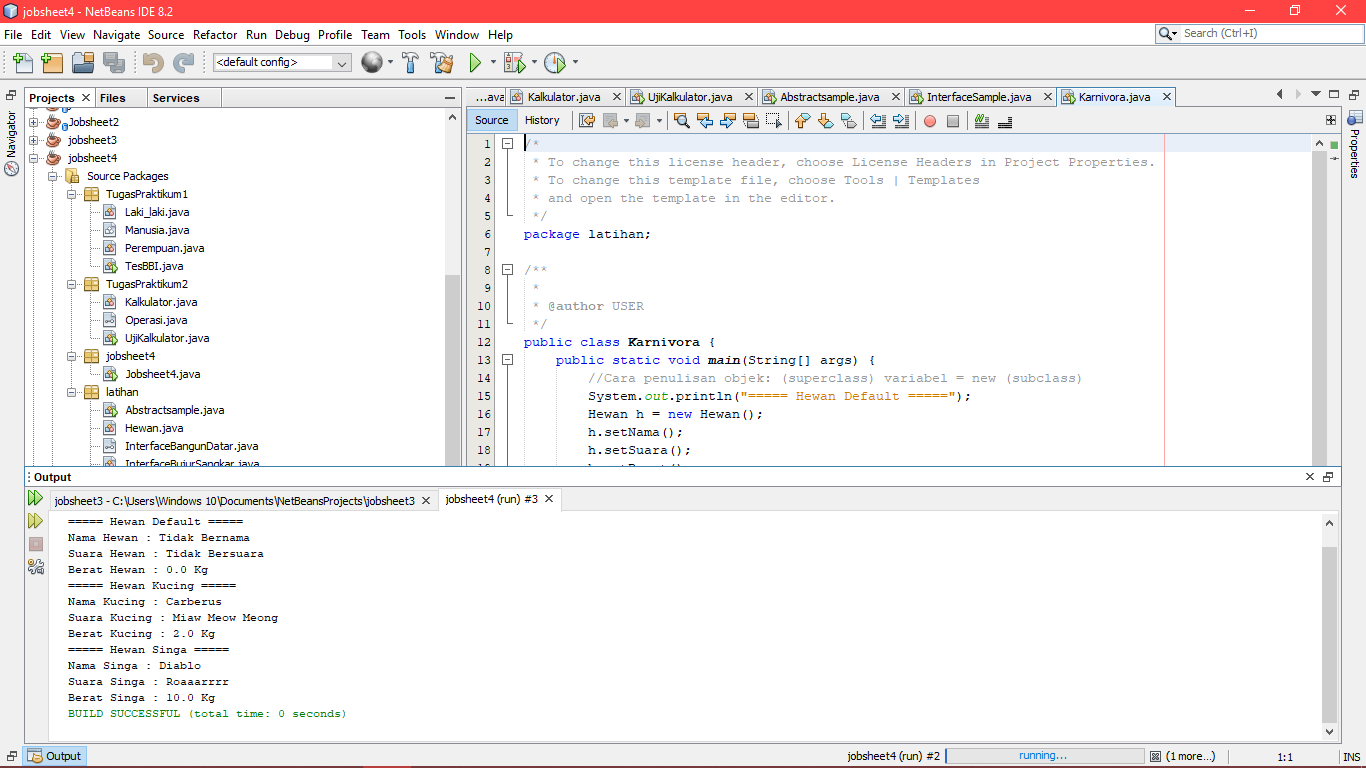 jobsheet4 - NetBeans IDE 8.2
File Edit View Navigate Source Refactor Run Debug Profile Team Tools Window Help
Search (Ctrl+I)
<default config>
Projects Files Services
Navigator
Jobsheet2
jobsheet3
jobsheet4
Source Packages
TugasPraktikum1
Laki_laki.java
Manusia.java
Perempuan.java
TesBBI.java
TugasPraktikum2
Kalkulator.java
Operasi.java
UjiKalkulator.java
jobsheet4
Jobsheet4.java
latihan
Abstractsample.java
Hewan.java
InterfaceBangunDatar.java
InterfaceBujurSangkar.java
...ava Kalkulator.java UjiKalkulator.java Abstractsample.java InterfaceSample.java Karnivora.java
Source History
Properties
1 /*
2 * To change this license header, choose License Headers in Project Properties.
3 * To change this template file, choose Tools | Templates
4 * and open the template in the editor.
5 */
6 package latihan;
7
8 /**
9 *
10 * @author USER
11 */
12 public class Karnivora {
13 public static void main(String[] args) {
14 //Cara penulisan objek: (superclass) variabel = new (subclass)
15 System.out.println("===== Hewan Default =====");
16 Hewan h = new Hewan();
17 h.setNama();
18 h.setSuara();
Output
jobsheet3 - C:\Users\Windows 10\Documents\NetBeansProjects\jobsheet3 jobsheet4 (run) #3
===== Hewan Default =====
Nama Hewan : Tidak Bernama
Suara Hewan : Tidak Bersuara
Berat Hewan : 0.0 Kg
===== Hewan Kucing =====
Nama Kucing : Carberus
Suara Kucing : Miaw Meow Meong
Berat Kucing : 2.0 Kg
===== Hewan Singa =====
Nama Singa : Diablo
Suara Singa : Roaaarrrr
Berat Singa : 10.0 Kg
BUILD SUCCESSFUL (total time: 0 seconds)
Output
jobsheet4 (run) #2 running... (1 more...) 1:1 INS